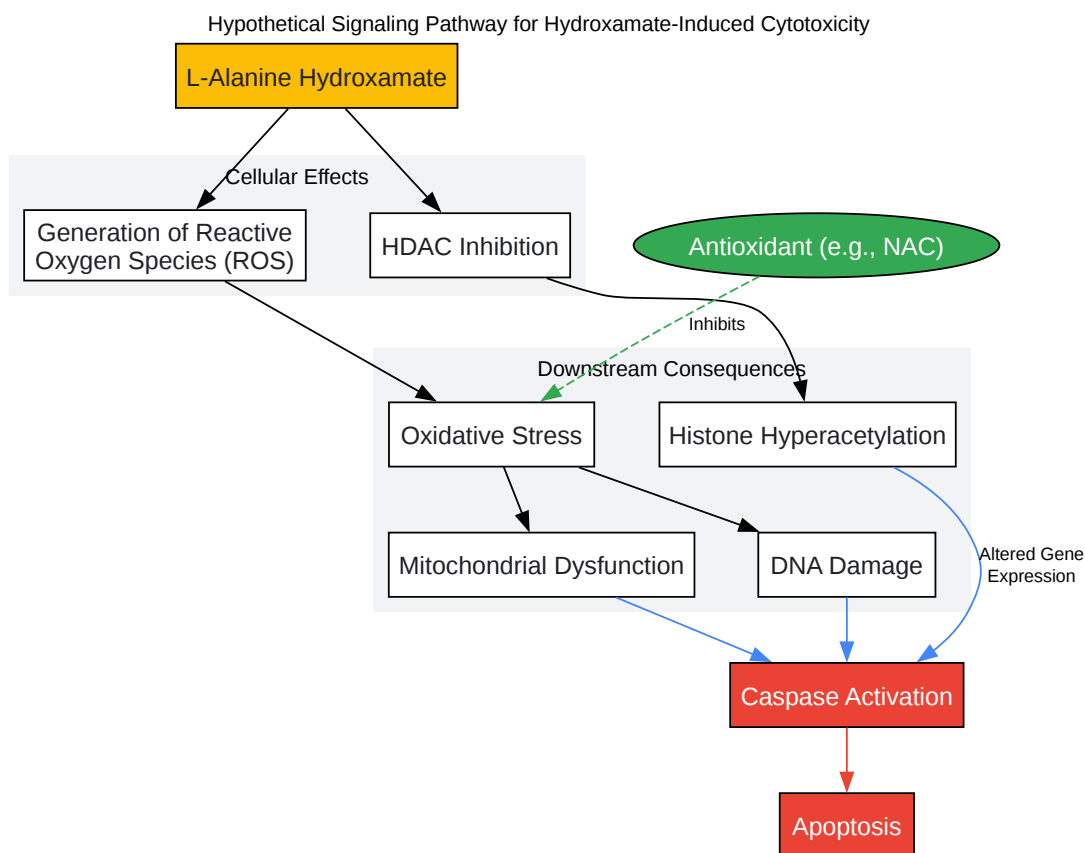 Hypothetical Signaling Pathway for Hydroxamate-Induced Cytotoxicity
L-Alanine Hydroxamate
Cellular Effects
Generation of Reactive
Oxygen Species (ROS)
HDAC Inhibition
Antioxidant (e.g., NAC)
Inhibits
Downstream Consequences
Oxidative Stress
Histone Hyperacetylation
Mitochondrial Dysfunction
DNA Damage
Altered Gene
Expression
Caspase Activation
Apoptosis